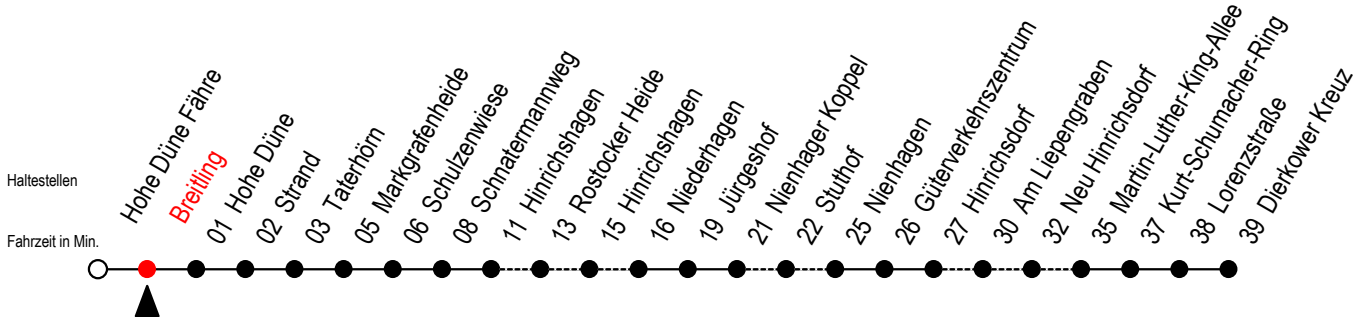 Haltestellen
Fahrzeit in Min.
Hohe Düne Fähre
Breitling
01 Hohe Düne
02 Strand
03 Taterhörn
05 Markgrafenheide
06 Schulzenwiese
08 Schnatermannweg
11 Hinrichshagen
13 Rostocker Heide
15 Hinrichshagen
16 Niederhagen
19 Jürgeshof
21 Nienhager Koppel
22 Stuthof
25 Nienhagen
26 Güterverkehrszentrum
27 Hinrichsdorf
30 Am Liepengraben
32 Neu Hinrichsdorf
35 Martin-Luther-King-Allee
37 Kurt-Schumacher-Ring
38 Lorenzstraße
39 Dierkower Kreuz